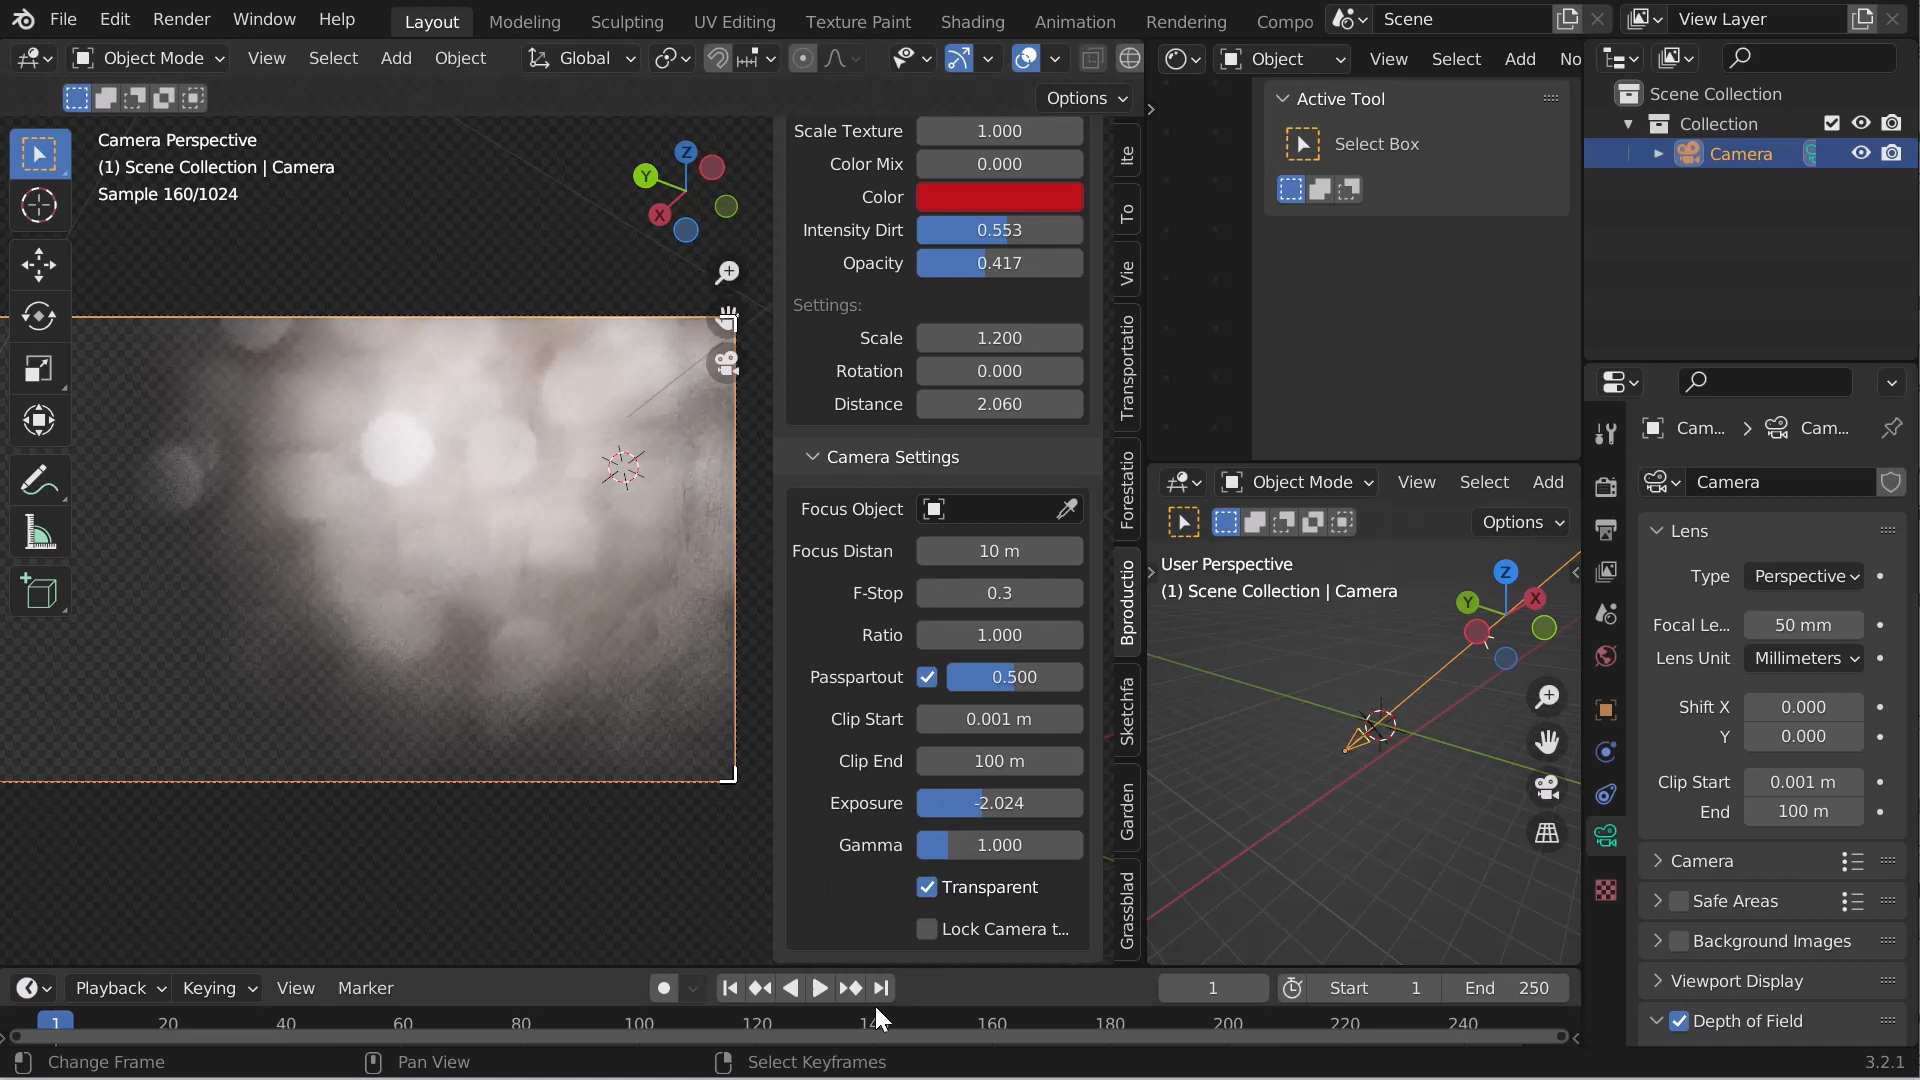 File Edit Render Window Help Layout Modeling Sculpting UV Editing Texture Paint Shading Animation Rendering Compo Scene View Layer
Object Mode View Select Add Object Global
Options
Camera Perspective
(1) Scene Collection | Camera
Sample 160/1024
Z
Y
X
Scale Texture 1.000
Color Mix 0.000
Color
Intensity Dirt 0.553
Opacity 0.417
Settings:
Scale 1.200
Rotation 0.000
Distance 2.060
Camera Settings
Focus Object
Focus Distan 10 m
F-Stop 0.3
Ratio 1.000
Passpartout 0.500
Clip Start 0.001 m
Clip End 100 m
Exposure -2.024
Gamma 1.000
Transparent
Lock Camera t...
Ite
To
Vie
Transportatio
Forestatio
Bproductio
Sketchfa
Garden
Grassblad
Object View Select Add No
Active Tool
Select Box
Object Mode View Select Add
Options
User Perspective
(1) Scene Collection | Camera
Z
Y X
Scene Collection
Collection
Camera
Cam... Cam...
Camera
Lens
Type Perspective
Focal Le... 50 mm
Lens Unit Millimeters
Shift X 0.000
Y 0.000
Clip Start 0.001 m
End 100 m
Camera
Safe Areas
Background Images
Viewport Display
Depth of Field
Playback Keying View Marker 1 Start 1 End 250
1 20 40 60 80 100 120 160 180 200 220 240
Change Frame Pan View Select Keyframes 3.2.1